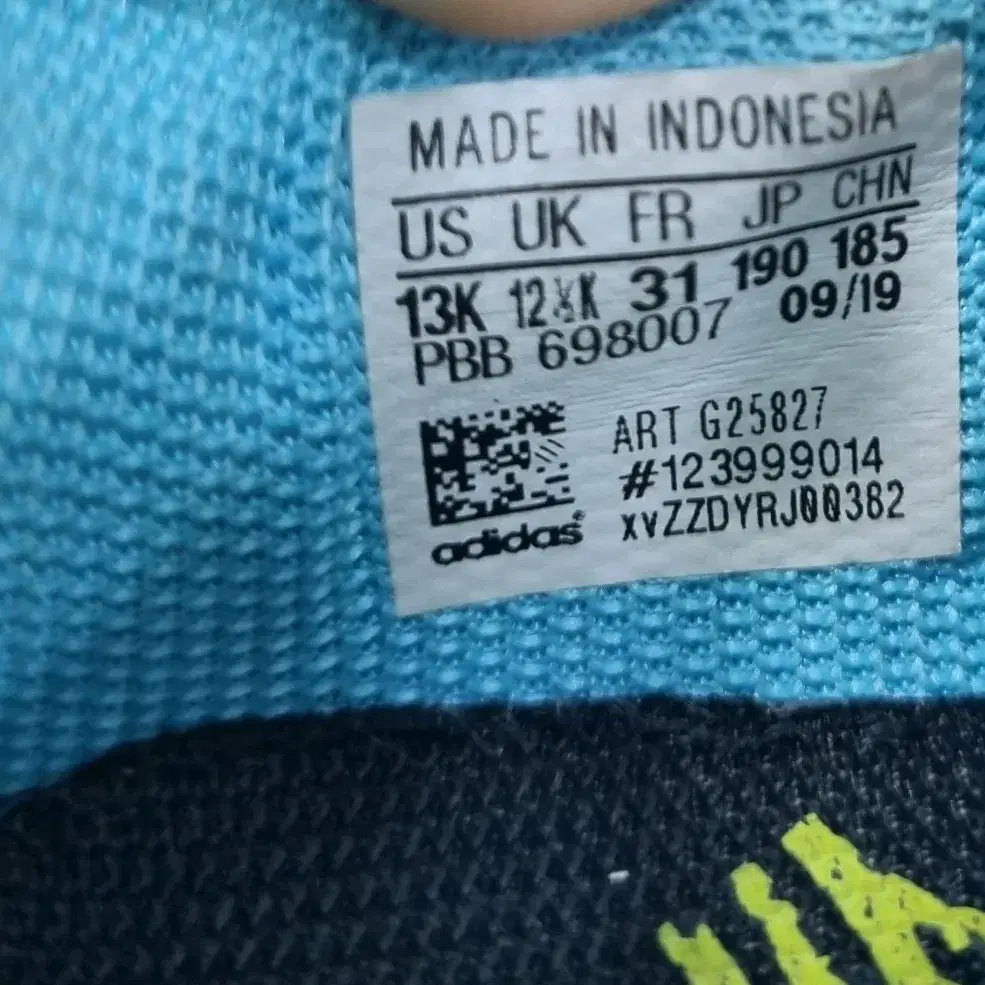 MADE IN INDONESIA
US UK FR JP CHN
13K 12½K 31 190 185
PBB 698007 09/19
ART G25827
#123999014
xvZZDYRJ00382
adidas®